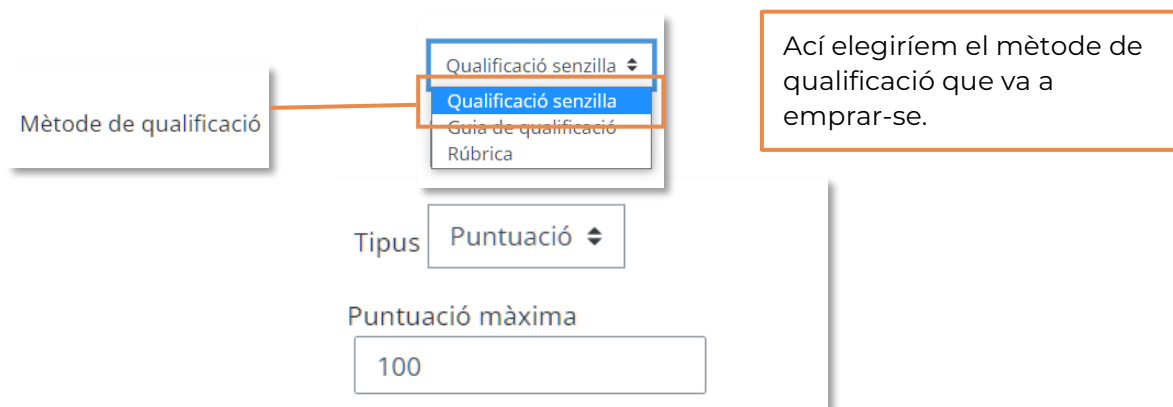 Mètode de qualificació
Qualificació senzilla
Qualificació senzilla
Guia de qualificació
Rúbrica
Ací elegiríem el mètode de
qualificació que va a
emprar-se.
Tipus Puntuació
Puntuació màxima
100